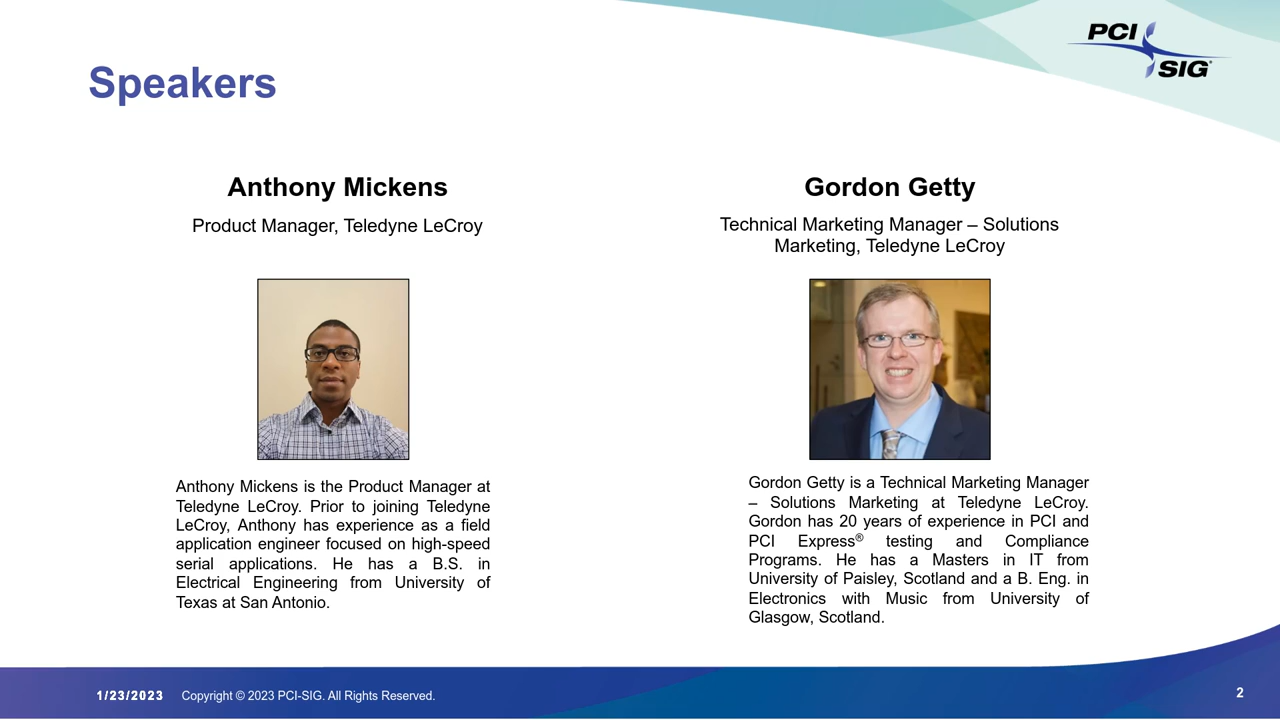 PCI
SIG®
Speakers
Anthony Mickens
Product Manager, Teledyne LeCroy
Anthony Mickens is the Product Manager at
Teledyne LeCroy. Prior to joining Teledyne
LeCroy, Anthony has experience as a field
application engineer focused on high-speed
serial applications. He has a B.S. in
Electrical Engineering from University of
Texas at San Antonio.
Gordon Getty
Technical Marketing Manager – Solutions
Marketing, Teledyne LeCroy
Gordon Getty is a Technical Marketing Manager
– Solutions Marketing at Teledyne LeCroy.
Gordon has 20 years of experience in PCI and
PCI Express® testing and Compliance
Programs. He has a Masters in IT from
University of Paisley, Scotland and a B. Eng. in
Electronics with Music from University of
Glasgow, Scotland.
1/23/2023 Copyright © 2023 PCI-SIG. All Rights Reserved.
2